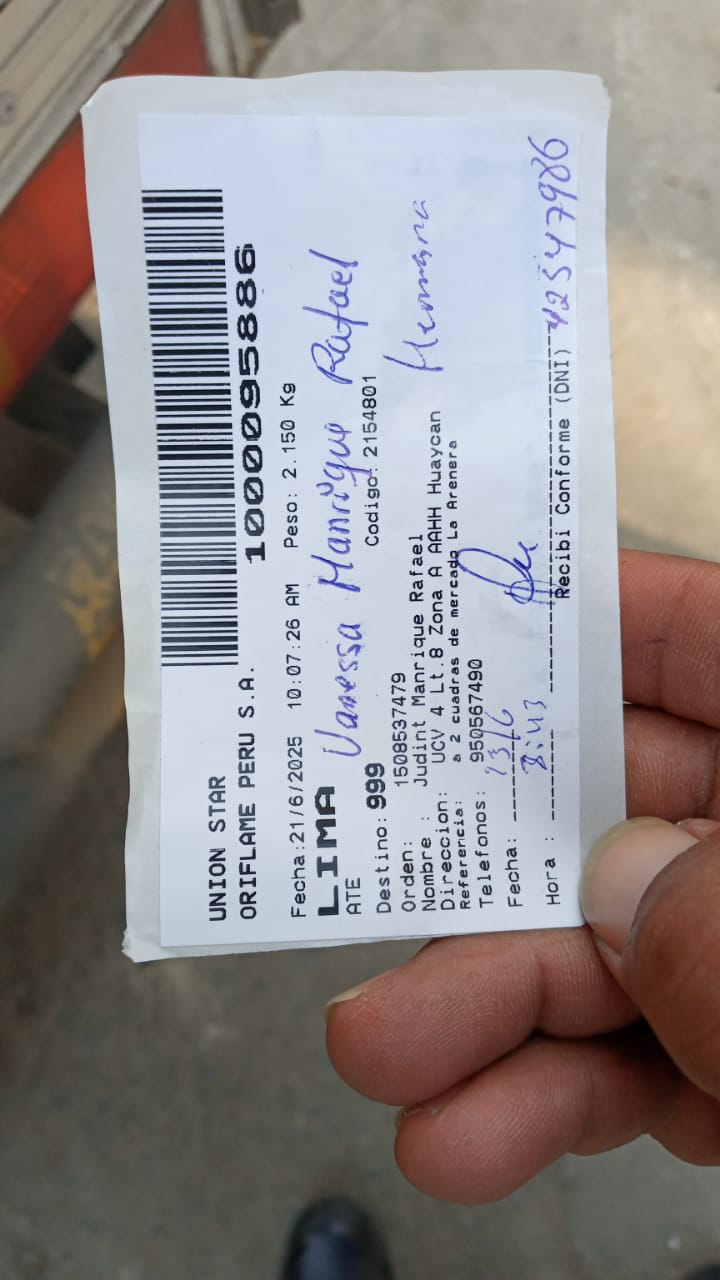 UNION STAR
ORIFLAME PERU S.A. 1000095886
Fecha:21/6/2025 10:07:26 AM Peso: 2.150 Kg
LIMA Vanessa Manrique Rafael
ATE
Destino: 999 Codigo: 2154801
Orden: 1508537479
Hermana
Nombre : Judint Manrique Rafael
Direccion: UCV 4 Lt.8 Zona A AAHH Huaycan
Referencia: a 2 cuadras de mercado La Arenera
Telefonos: 950567490
Fecha: 23/6
Hora : 8:43 42547986
Recibi Conforme (DNI)